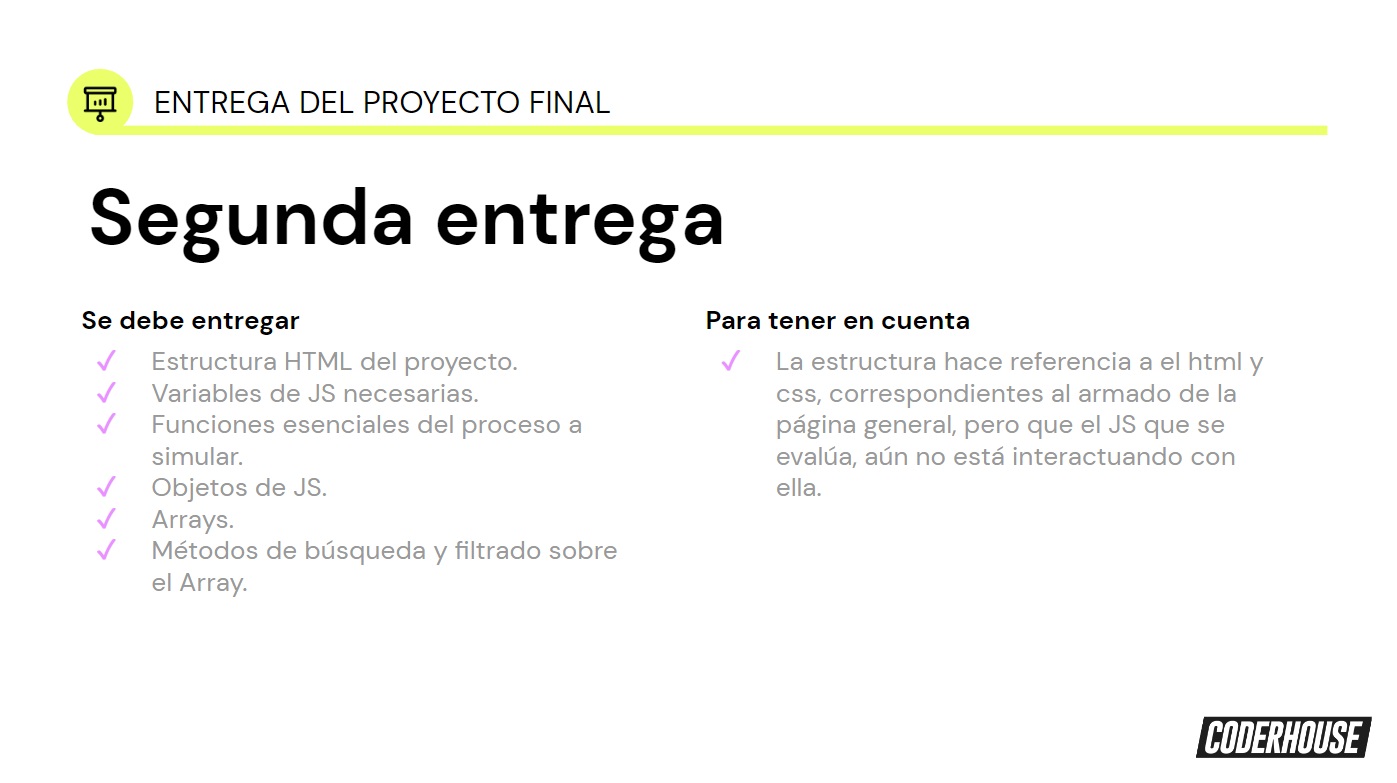 ENTREGA DEL PROYECTO FINAL
Segunda entrega
Se debe entregar
✓ Estructura HTML del proyecto.
✓ Variables de JS necesarias.
✓ Funciones esenciales del proceso a
simular.
✓ Objetos de JS.
✓ Arrays.
✓ Métodos de búsqueda y filtrado sobre
el Array.
Para tener en cuenta
✓ La estructura hace referencia a el html y
css, correspondientes al armado de la
página general, pero que el JS que se
evalúa, aún no está interactuando con
ella.
CODERHOUSE